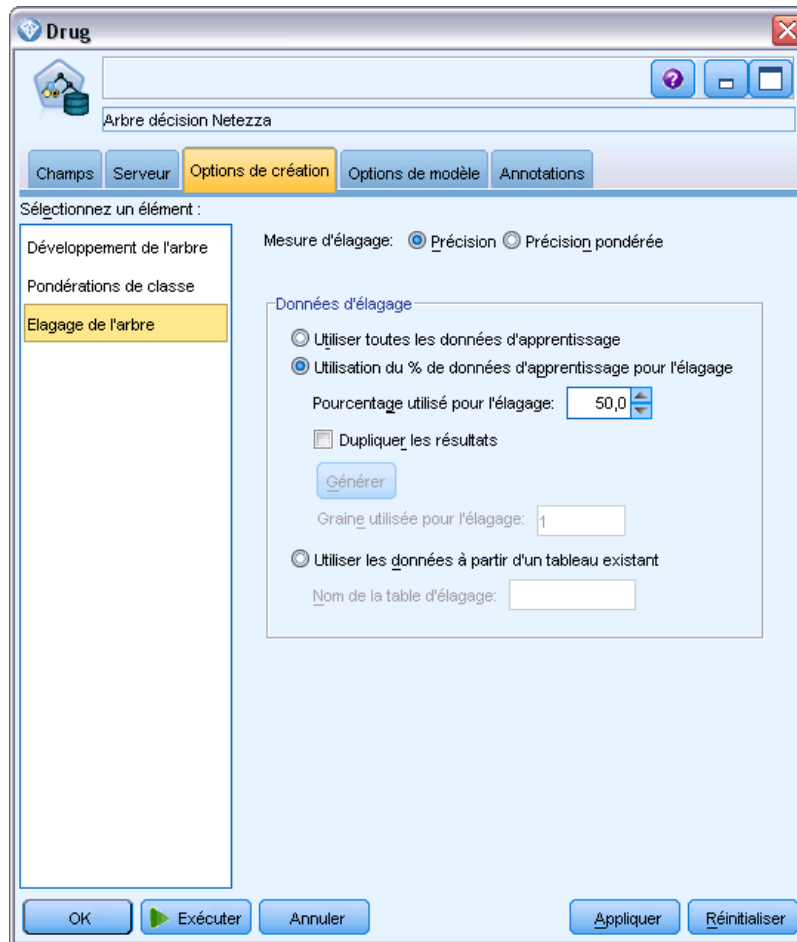 Drug
Arbre décision Netezza
Champs
Serveur
Options de création
Options de modèle
Annotations
Sélectionnez un élément :
Développement de l'arbre
Pondérations de classe
Elagage de l'arbre
Mesure d'élagage: Précision Précision pondérée
Données d'élagage
Utiliser toutes les données d'apprentissage
Utilisation du % de données d'apprentissage pour l'élagage
Pourcentage utilisé pour l'élagage: 50,0
Dupliquer les résultats
Générer
Graine utilisée pour l'élagage: 1
Utiliser les données à partir d'un tableau existant
Nom de la table d'élagage:
OK
Exécuter
Annuler
Appliquer
Réinitialiser